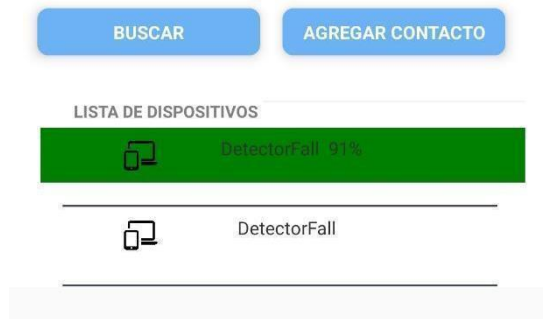 BUSCAR AGREGAR CONTACTO
LISTA DE DISPOSITIVOS
DetectorFall 91%
DetectorFall